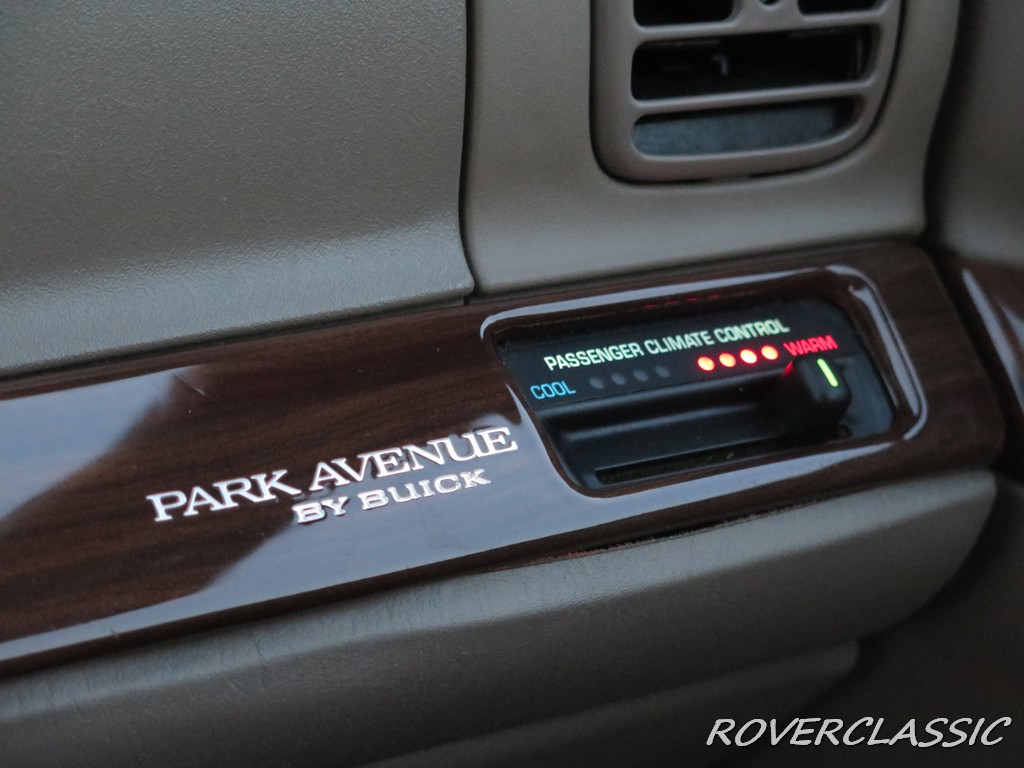 PASSENGER CLIMATE CONTROL
COOL WARM
PARK AVENUE
BY BUICK
ROVERCLASSIC